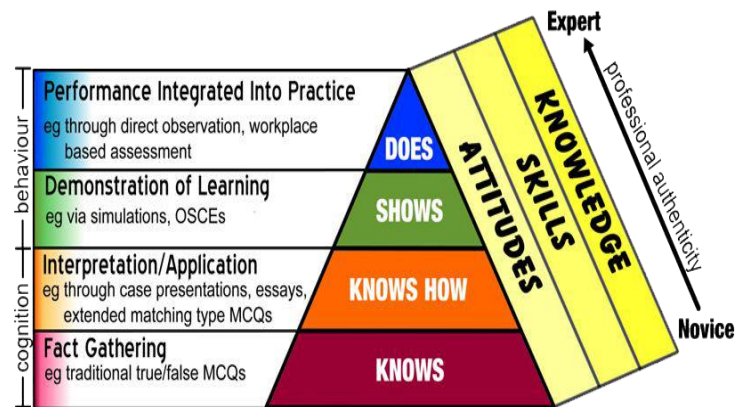 Expert
professional authenticity
Novice
behaviour
cognition
Performance Integrated Into Practice
eg through direct observation, workplace
based assessment
DOES
Demonstration of Learning
eg via simulations, OSCEs
SHOWS
Interpretation/Application
eg through case presentations, essays,
extended matching type MCQs
KNOWS HOW
Fact Gathering
eg traditional true/false MCQs
KNOWS
ATTITUDES
SKILLS
KNOWLEDGE